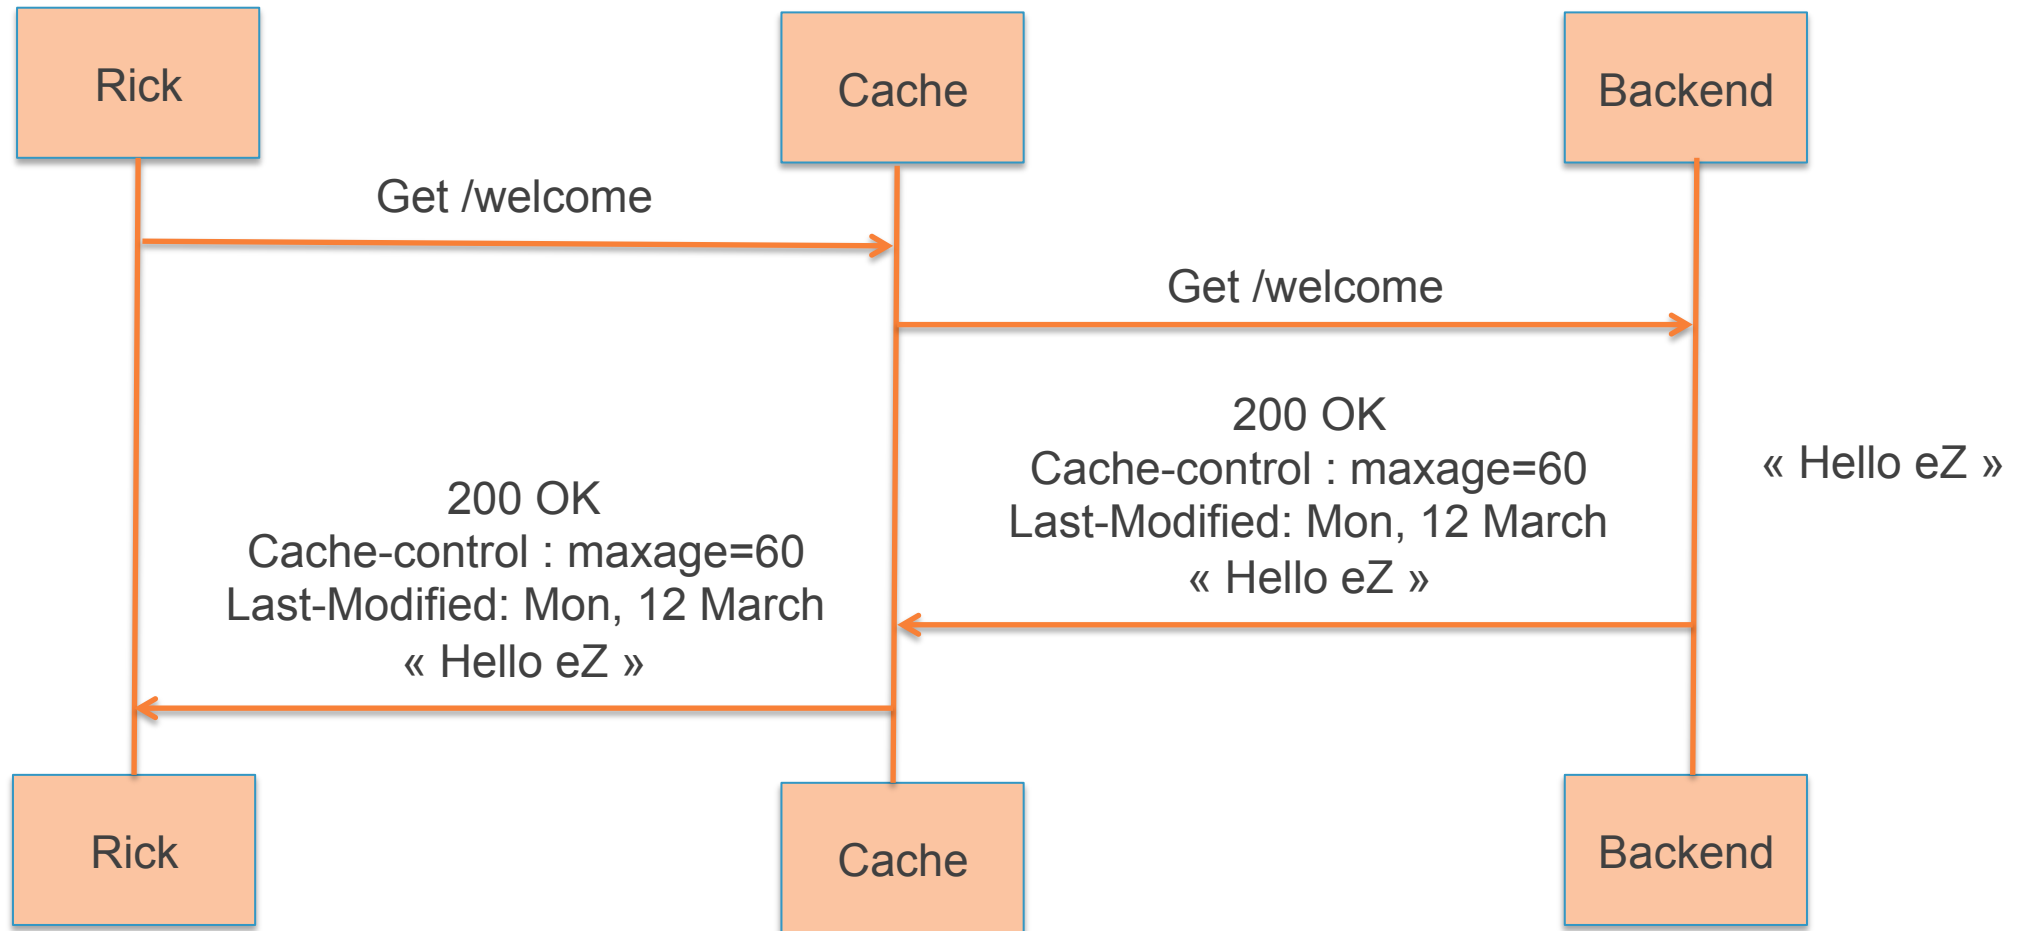 Rick
Cache
Backend
Get /welcome
Get /welcome
200 OK
Cache-control : maxage=60
Last-Modified: Mon, 12 March
« Hello eZ »
« Hello eZ »
200 OK
Cache-control : maxage=60
Last-Modified: Mon, 12 March
« Hello eZ »
Rick
Cache
Backend